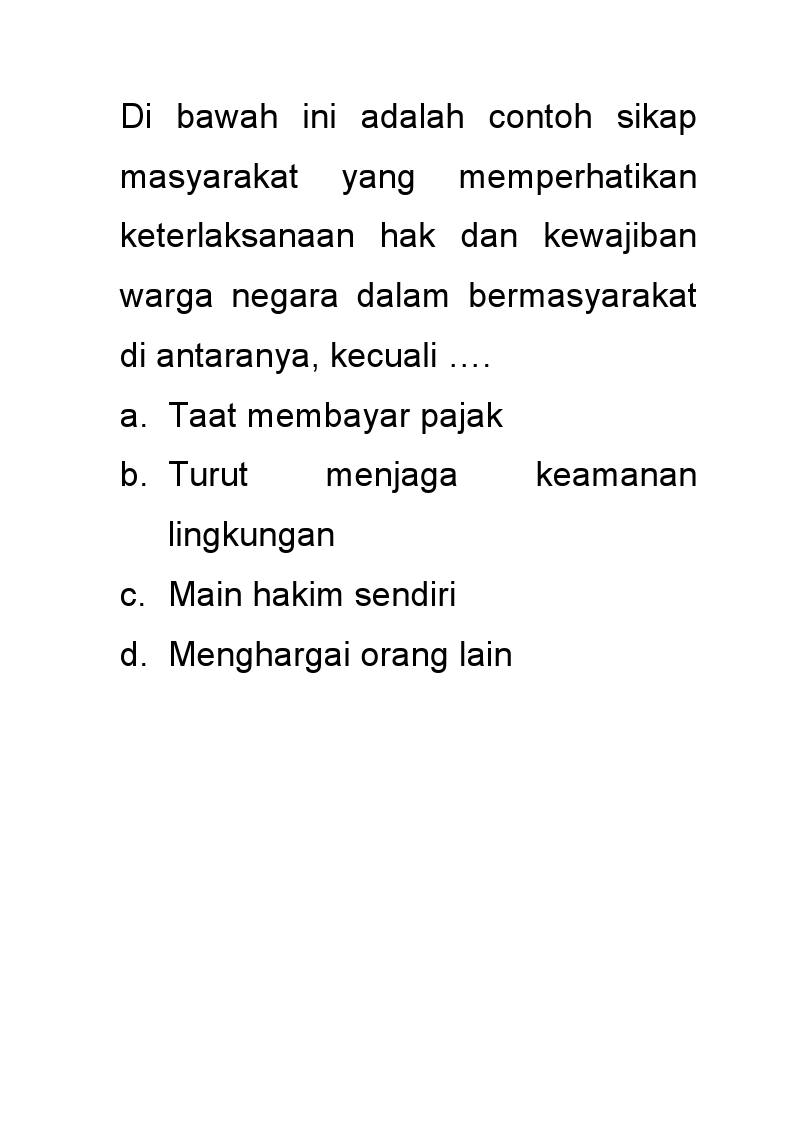 Di bawah ini adalah contoh sikap
masyarakat yang memperhatikan
keterlaksanaan hak dan kewajiban
warga negara dalam bermasyarakat
di antaranya, kecuali ….
a. Taat membayar pajak
b. Turut menjaga keamanan
lingkungan
c. Main hakim sendiri
d. Menghargai orang lain